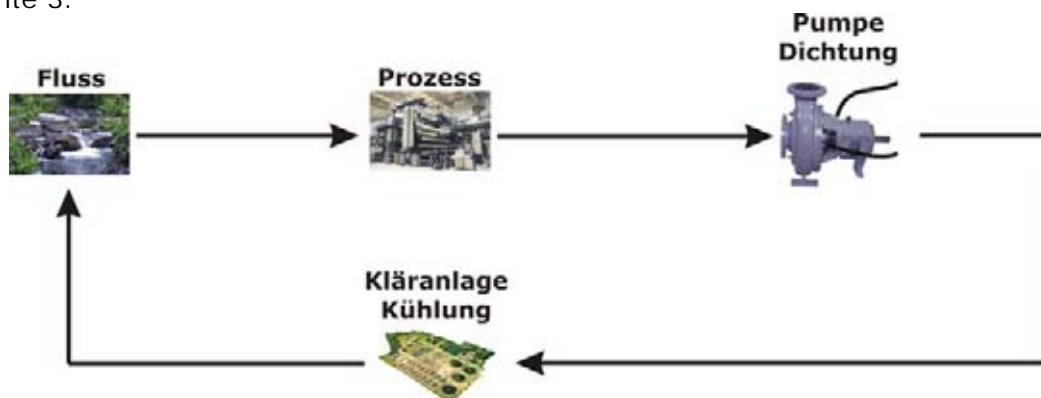 Pumpe
Dichtung
Fluss
Prozess
Kläranlage
Kühlung